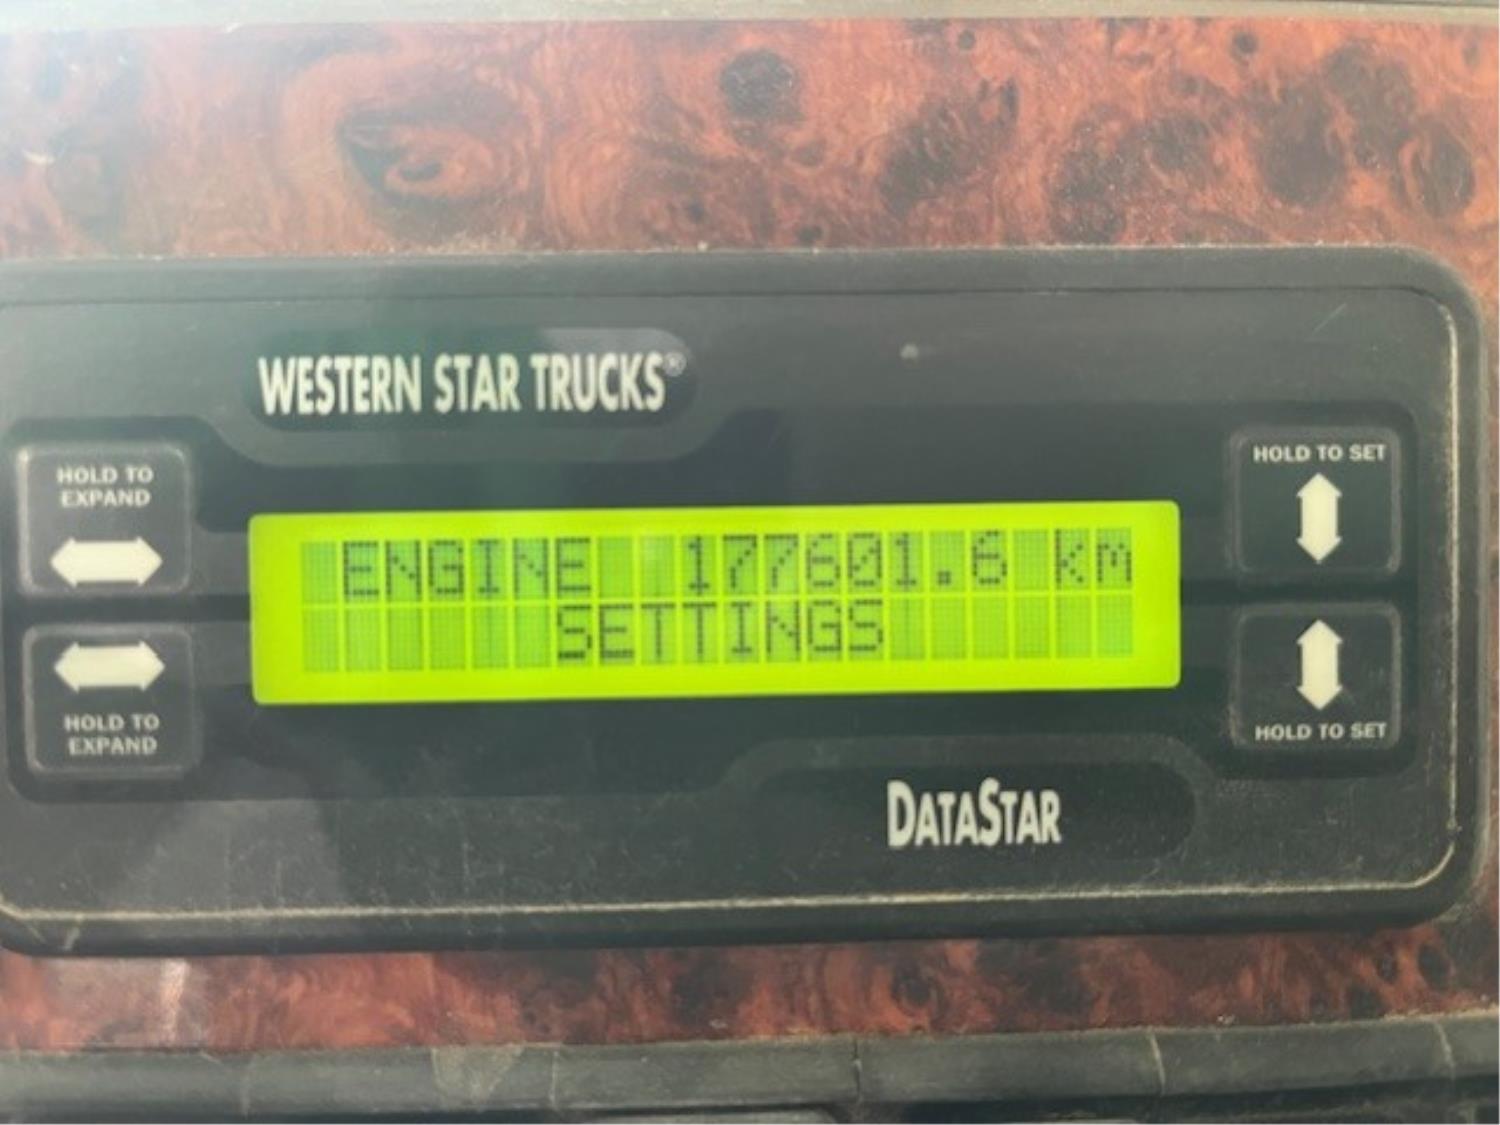 WESTERN STAR TRUCKS®
HOLD TO
EXPAND
HOLD TO SET
ENGINE 177601.6 km
SETTINGS
HOLD TO
EXPAND
HOLD TO SET
DATASTAR